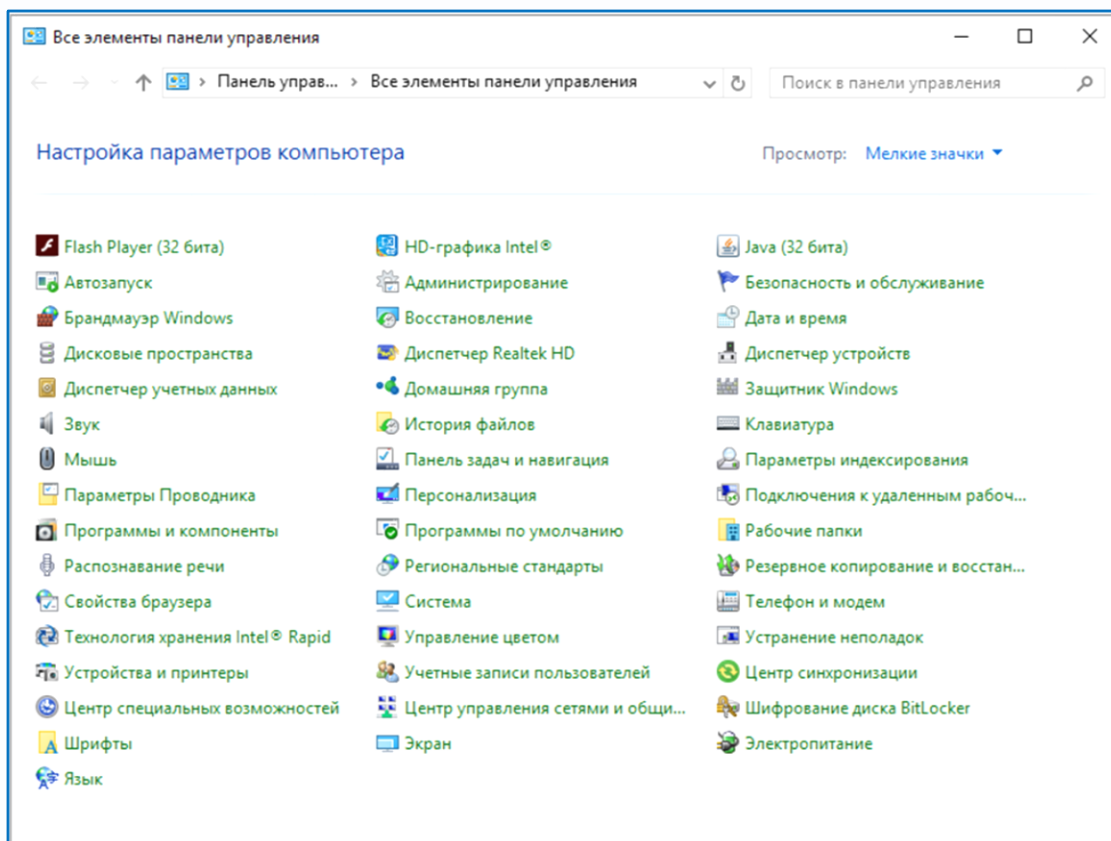 Все элементы панели управления
Панель управ... > Все элементы панели управления
Поиск в панели управления
Настройка параметров компьютера
Просмотр: Мелкие значки
Flash Player (32 бита) HD-графика Intel® Java (32 бита)
Автозапуск Администрирование Безопасность и обслуживание
Брандмауэр Windows Восстановление Дата и время
Дисковые пространства Диспетчер Realtek HD Диспетчер устройств
Диспетчер учетных данных Домашняя группа Защитник Windows
Звук История файлов Клавиатура
Мышь Панель задач и навигация Параметры индексирования
Параметры Проводника Персонализация Подключения к удаленным рабоч...
Программы и компоненты Программы по умолчанию Рабочие папки
Распознавание речи Региональные стандарты Резервное копирование и восстан...
Свойства браузера Система Телефон и модем
Технология хранения Intel® Rapid Управление цветом Устранение неполадок
Устройства и принтеры Учетные записи пользователей Центр синхронизации
Центр специальных возможностей Центр управления сетями и общи... Шифрование диска BitLocker
Шрифты Экран Электропитание
Язык